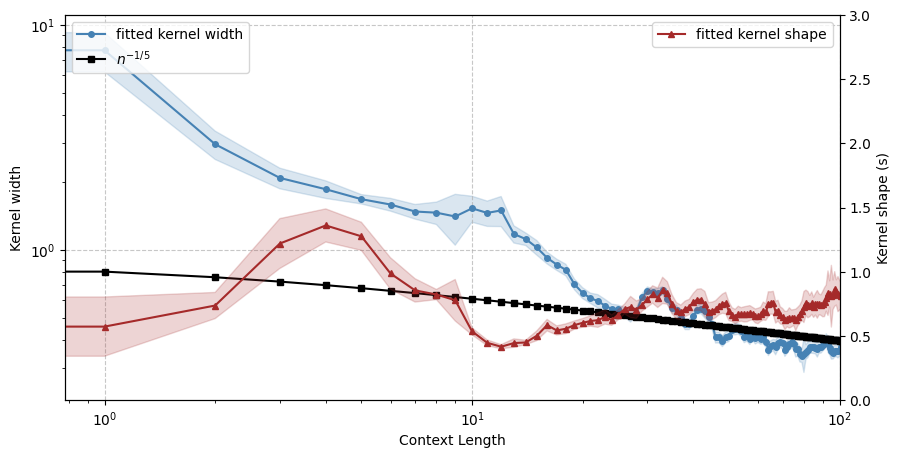 fitted kernel width
n^{-1/5}
fitted kernel shape
Kernel width
10^1
10^0
3.0
2.5
2.0
1.5
1.0
0.5
0.0
Kernel shape (s)
10^0
10^1
10^2
Context Length